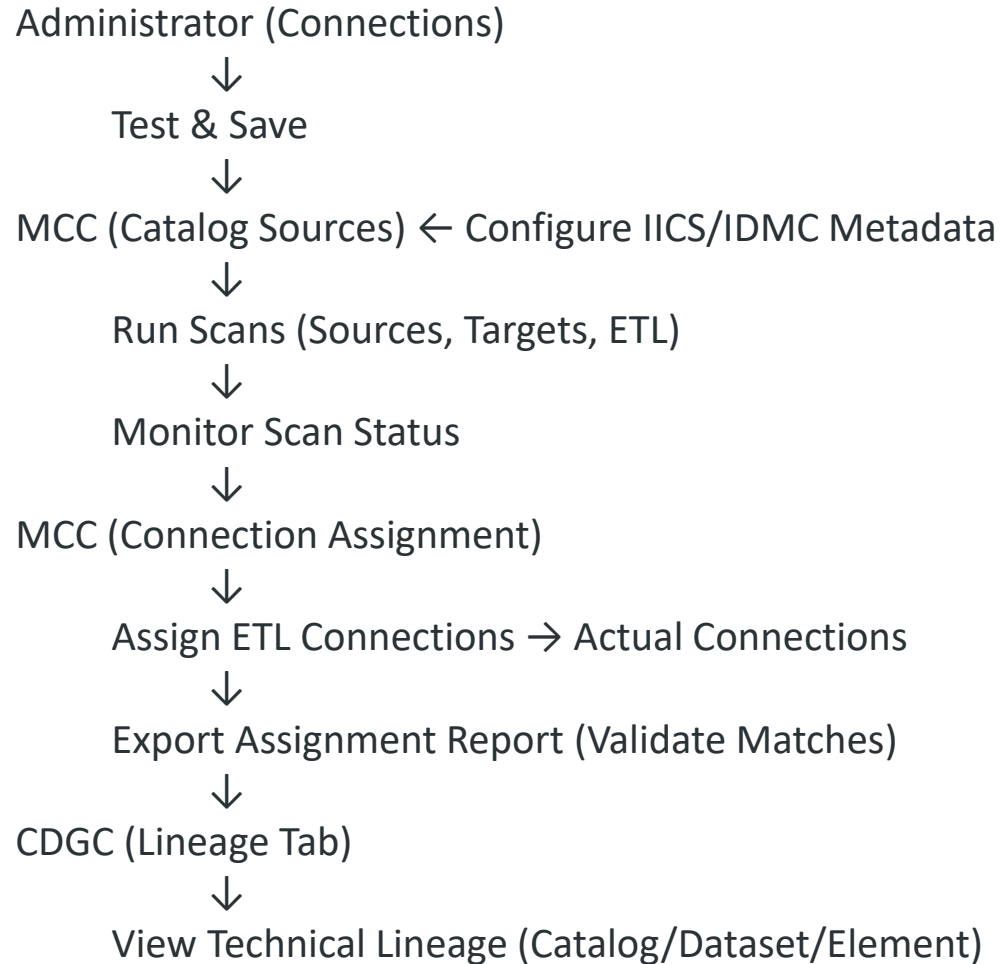 Administrator (Connections)
↓
Test & Save
↓
MCC (Catalog Sources) ← Configure IICS/IDMC Metadata
↓
Run Scans (Sources, Targets, ETL)
↓
Monitor Scan Status
↓
MCC (Connection Assignment)
↓
Assign ETL Connections → Actual Connections
↓
Export Assignment Report (Validate Matches)
↓
CDGC (Lineage Tab)
↓
View Technical Lineage (Catalog/Dataset/Element)